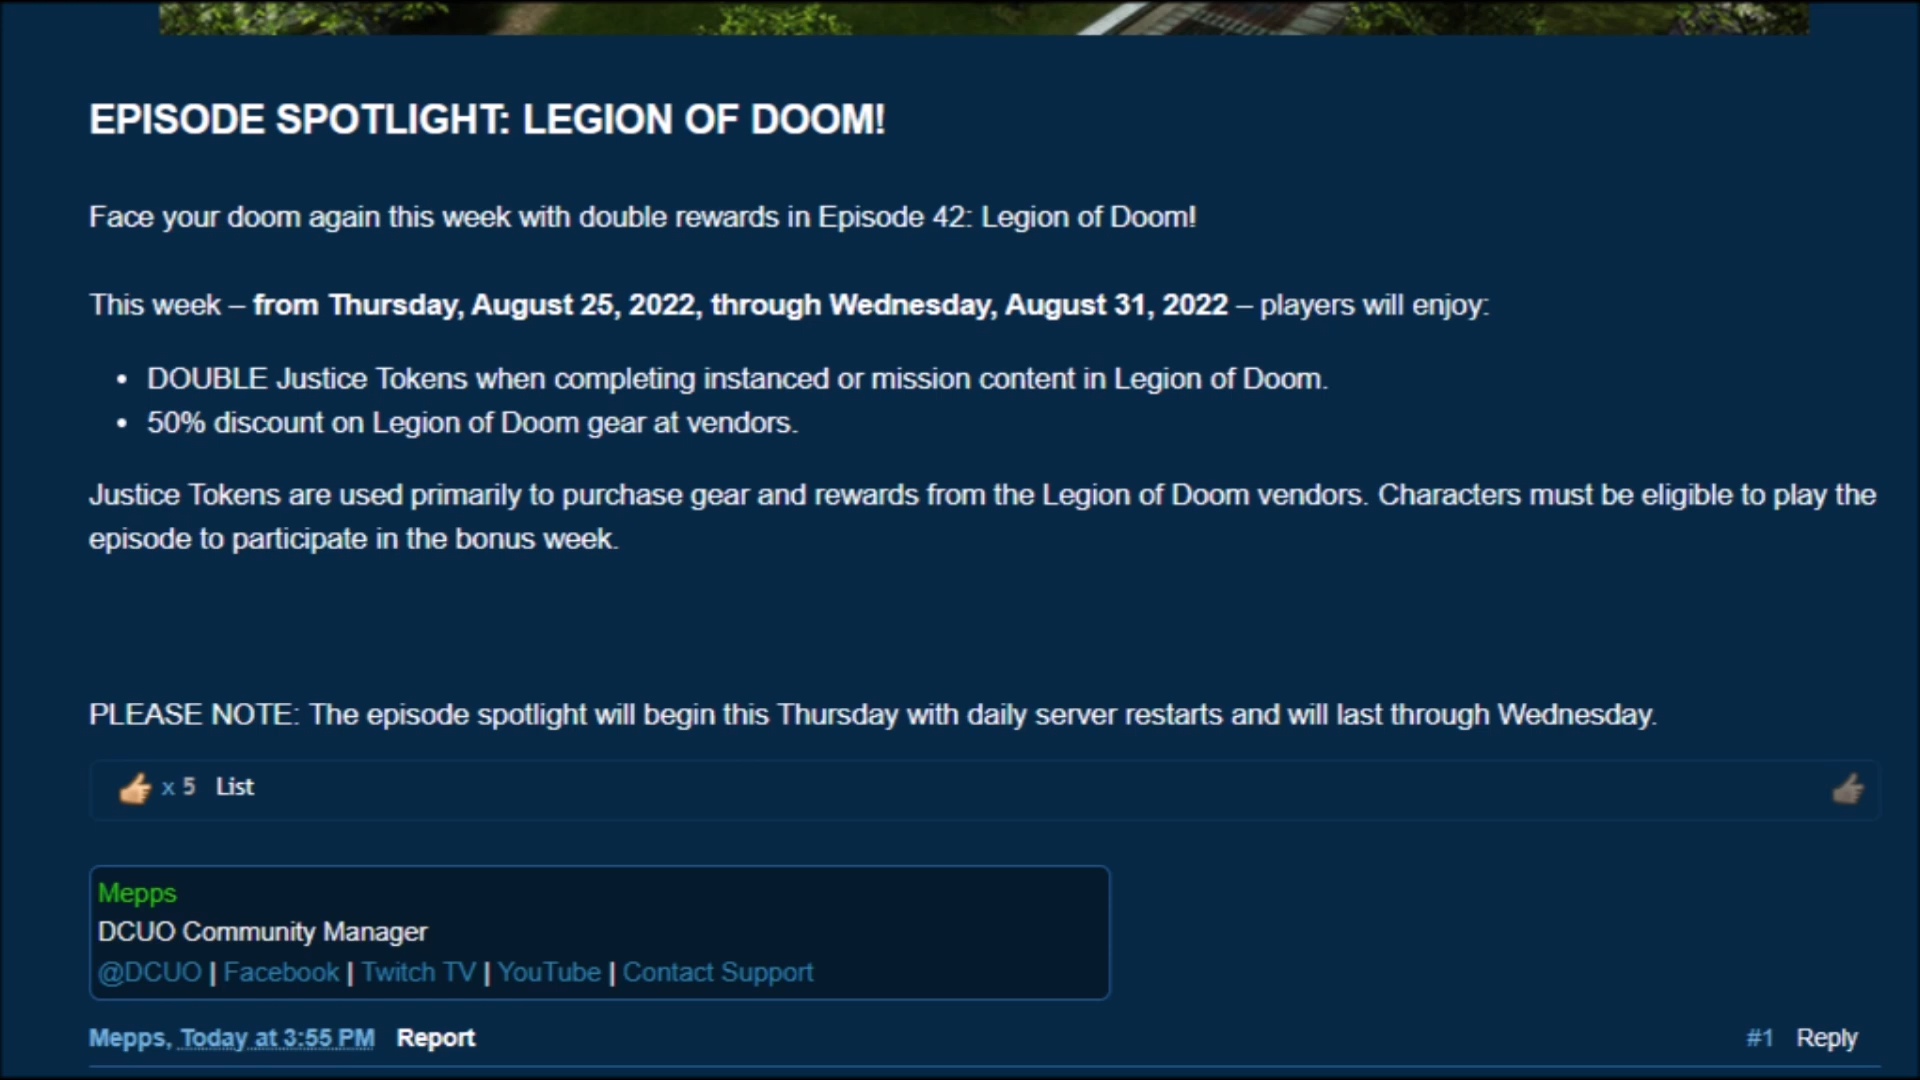 EPISODE SPOTLIGHT: LEGION OF DOOM!
Face your doom again this week with double rewards in Episode 42: Legion of Doom!
This week – from Thursday, August 25, 2022, through Wednesday, August 31, 2022 – players will enjoy:
• DOUBLE Justice Tokens when completing instanced or mission content in Legion of Doom.
• 50% discount on Legion of Doom gear at vendors.
Justice Tokens are used primarily to purchase gear and rewards from the Legion of Doom vendors. Characters must be eligible to play the
episode to participate in the bonus week.
PLEASE NOTE: The episode spotlight will begin this Thursday with daily server restarts and will last through Wednesday.
x 5 List
Mepps
DCUO Community Manager
@DCUO | Facebook | Twitch TV | YouTube | Contact Support
Mepps, Today at 3:55 PM Report #1 Reply